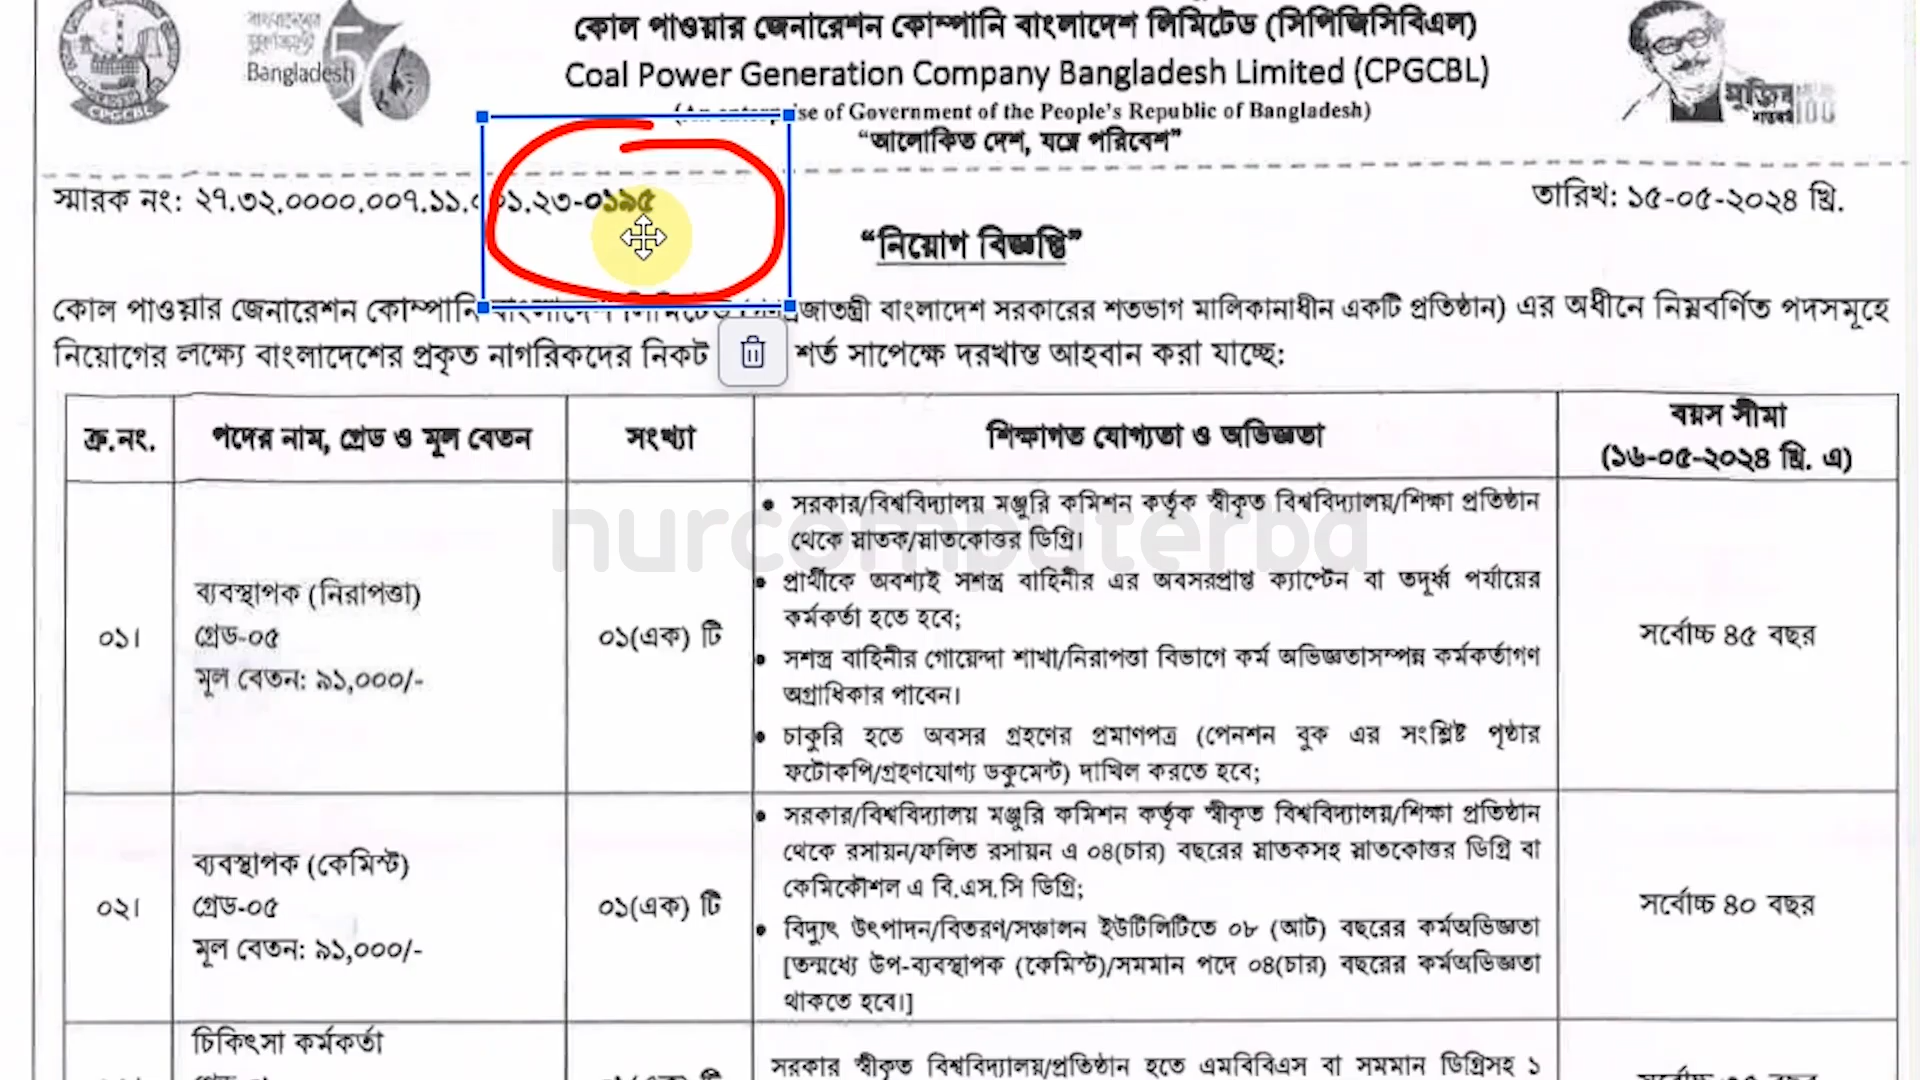 কোল পাওয়ার জেনারেশন কোম্পানি বাংলাদেশ লিমিটেড (সিপিজিসিবিএল)
Coal Power Generation Company Bangladesh Limited (CPGCBL)
(An enterprise of Government of the People's Republic of Bangladesh)
“আলোকিত দেশ, যত্নে পরিবেশ”
CPGCBL
Bangladesh
50
মুজিব
শতবর্ষ 100
স্মারক নং: ২৭.৩২.০০০০.০০৭.১১.০০১.২৩-০১৯৫
তারিখ: ১৫-০৫-২০২৪ খ্রি.
“নিয়োগ বিজ্ঞপ্তি”
কোল পাওয়ার জেনারেশন কোম্পানি বাংলাদেশ লিমিটেড (গণপ্রজাতন্ত্রী বাংলাদেশ সরকারের শতভাগ মালিকানাধীন একটি প্রতিষ্ঠান) এর অধীনে নিম্নবর্ণিত পদসমূহে
নিয়োগের লক্ষ্যে বাংলাদেশের প্রকৃত নাগরিকদের নিকট শর্ত সাপেক্ষে দরখাস্ত আহবান করা যাচ্ছে:
ক্র.নং.
পদের নাম, গ্রেড ও মূল বেতন
সংখ্যা
শিক্ষাগত যোগ্যতা ও অভিজ্ঞতা
বয়স সীমা
(১৬-০৫-২০২৪ খ্রি. এ)
০১।
ব্যবস্থাপক (নিরাপত্তা)
গ্রেড-০৫
মূল বেতন: ৯১,০০০/-
০১(এক) টি
• সরকার/বিশ্ববিদ্যালয় মঞ্জুরি কমিশন কর্তৃক স্বীকৃত বিশ্ববিদ্যালয়/শিক্ষা প্রতিষ্ঠান
থেকে স্নাতক/স্নাতকোত্তর ডিগ্রি।
• প্রার্থীকে অবশ্যই সশস্ত্র বাহিনীর এর অবসরপ্রাপ্ত ক্যাপ্টেন বা তদূর্ধ্ব পর্যায়ের
কর্মকর্তা হতে হবে;
• সশস্ত্র বাহিনীর গোয়েন্দা শাখা/নিরাপত্তা বিভাগে কর্ম অভিজ্ঞতাসম্পন্ন কর্মকর্তাগণ
অগ্রাধিকার পাবেন।
• চাকুরি হতে অবসর গ্রহণের প্রমাণপত্র (পেনশন বুক এর সংশ্লিষ্ট পৃষ্ঠার
ফটোকপি/গ্রহণযোগ্য ডকুমেন্ট) দাখিল করতে হবে;
সর্বোচ্চ ৪৫ বছর
nurcomputerbd
০২।
ব্যবস্থাপক (কেমিস্ট)
গ্রেড-০৫
মূল বেতন: ৯১,০০০/-
০১(এক) টি
• সরকার/বিশ্ববিদ্যালয় মঞ্জুরি কমিশন কর্তৃক স্বীকৃত বিশ্ববিদ্যালয়/শিক্ষা প্রতিষ্ঠান
থেকে রসায়ন/ফলিত রসায়ন এ ০৪(চার) বছরের স্নাতকসহ স্নাতকোত্তর ডিগ্রি বা
কেমিকৌশল এ বি.এস.সি ডিগ্রি;
• বিদ্যুৎ উৎপাদন/বিতরণ/সঞ্চালন ইউটিলিটিতে ০৮ (আট) বছরের কর্মঅভিজ্ঞতা
[তন্মধ্যে উপ-ব্যবস্থাপক (কেমিস্ট)/সমমান পদে ০৪(চার) বছরের কর্মঅভিজ্ঞতা
থাকতে হবে।]
সর্বোচ্চ ৪০ বছর
চিকিৎসা কর্মকর্তা
সরকার স্বীকৃত বিশ্ববিদ্যালয়/প্রতিষ্ঠান হতে এমবিবিএস বা সমমান ডিগ্রিসহ ১